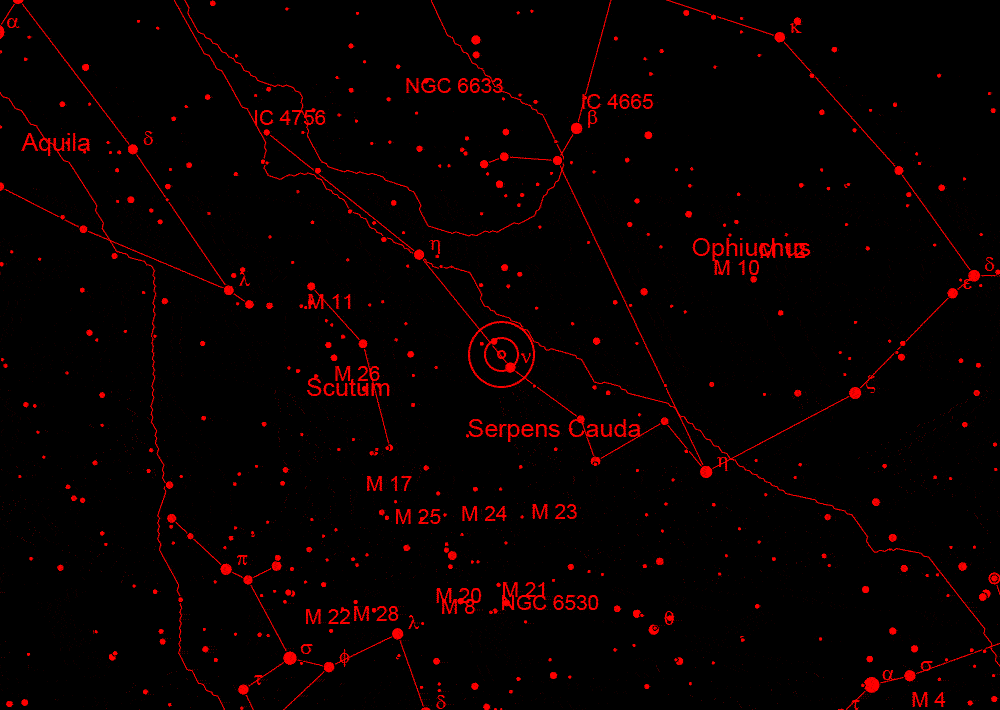 α
κ
NGC 6633
IC 4665
IC 4756
β
Aquila
δ
η
Ophiuchus
M 12
M 10
δ
ε
λ
M 11
ν
M 26
Scutum
ζ
Serpens Cauda
η
M 17
M 25
M 24
M 23
π
M 20
M 21
M 8
NGC 6530
M 22
M 28
λ
θ
σ
φ
σ
α
τ
δ
M 4
τ